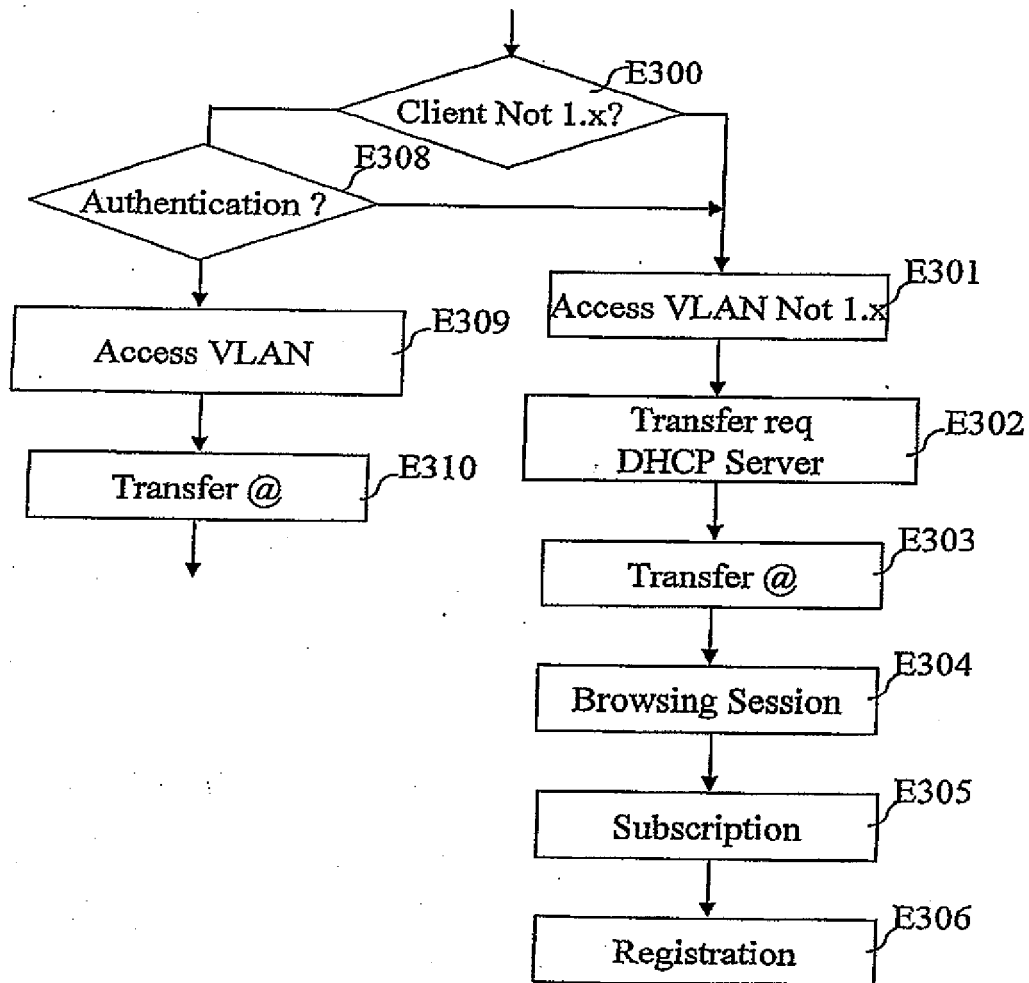 E300
Client Not 1.x?
E308
Authentication ?
E301
Access VLAN Not 1.x
E309
Access VLAN
E302
Transfer req
DHCP Server
E310
Transfer @
E303
Transfer @
E304
Browsing Session
E305
Subscription
E306
Registration